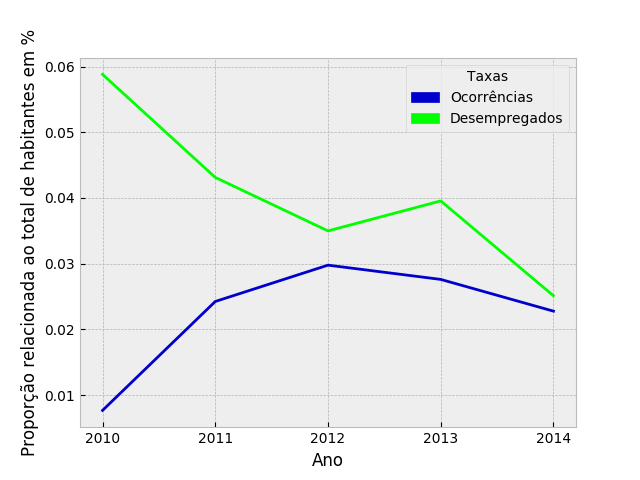 Proporção relacionada ao total de habitantes em %
0.06
0.05
0.04
0.03
0.02
0.01
Taxas
Ocorrências
Desempregados
2010 2011 2012 2013 2014
Ano